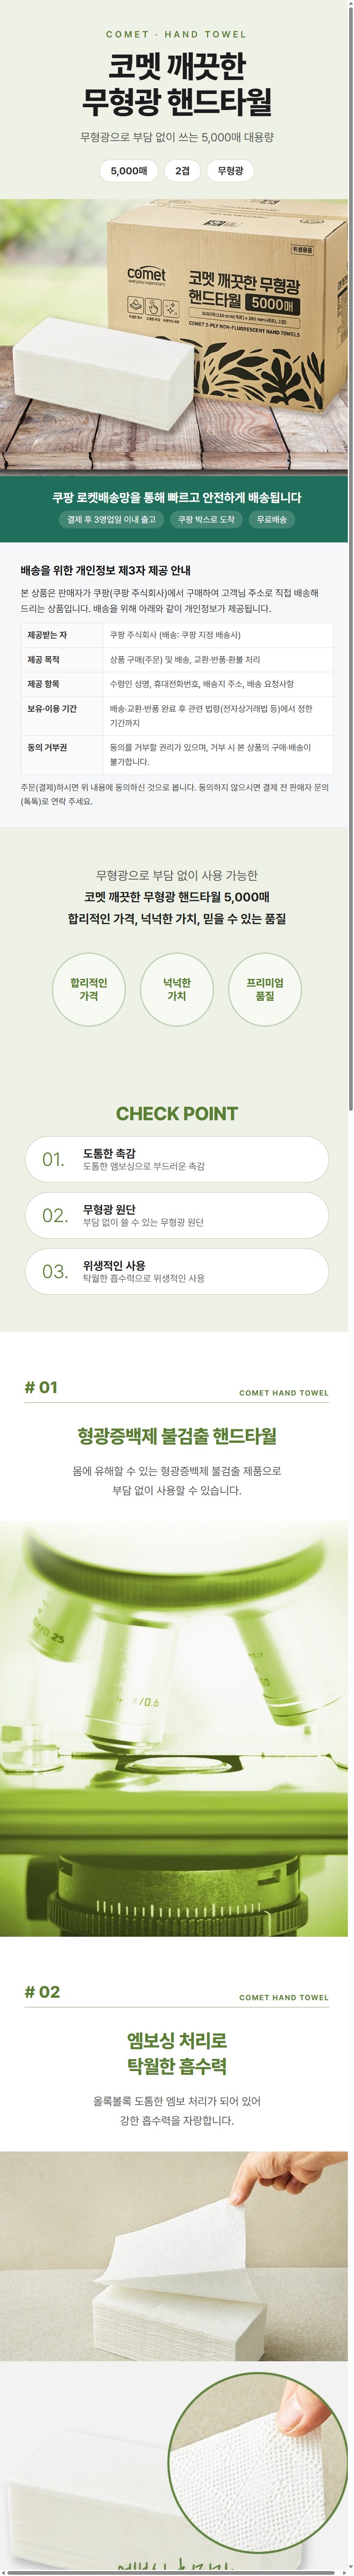 COMET · HAND TOWEL
코멧 깨끗한
무형광 핸드타월
무형광으로 부담 없이 쓰는 5,000매 대용량
5,000매 2겹 무형광
위생용품
comet
everyday superstars
코멧 깨끗한 무형광
핸드타월 5000매
COMET 2-PLY NON-FLUORESCENT HAND TOWELS
쿠팡 로켓배송망을 통해 빠르고 안전하게 배송됩니다
결제 후 3영업일 이내 출고 쿠팡 박스로 도착 무료배송
배송을 위한 개인정보 제3자 제공 안내
본 상품은 판매자가 쿠팡(쿠팡 주식회사)에서 구매하여 고객님 주소로 직접 배송해
드리는 상품입니다. 배송을 위해 아래와 같이 개인정보가 제공됩니다.
제공받는 자 쿠팡 주식회사 (배송: 쿠팡 지정 배송사)
제공 목적 상품 구매(주문) 및 배송, 교환·반품·환불 처리
제공 항목 수령인 성명, 휴대전화번호, 배송지 주소, 배송 요청사항
보유·이용 기간 배송·교환·반품 완료 후 관련 법령(전자상거래법 등)에서 정한
기간까지
동의 거부권 동의를 거부할 권리가 있으며, 거부 시 본 상품의 구매·배송이
불가합니다.
주문(결제)하시면 위 내용에 동의하신 것으로 봅니다. 동의하지 않으시면 결제 전 판매자 문의
(톡톡)로 연락 주세요.
무형광으로 부담 없이 사용 가능한
코멧 깨끗한 무형광 핸드타월 5,000매
합리적인 가격, 넉넉한 가치, 믿을 수 있는 품질
합리적인
가격
넉넉한
가치
프리미엄
품질
CHECK POINT
01. 도톰한 촉감
도톰한 엠보싱으로 부드러운 촉감
02. 무형광 원단
부담 없이 쓸 수 있는 무형광 원단
03. 위생적인 사용
탁월한 흡수력으로 위생적인 사용
# 01 COMET HAND TOWEL
형광증백제 불검출 핸드타월
몸에 유해할 수 있는 형광증백제 불검출 제품으로
부담 없이 사용할 수 있습니다.
# 02 COMET HAND TOWEL
엠보싱 처리로
탁월한 흡수력
올록볼록 도톰한 엠보 처리가 되어 있어
강한 흡수력을 자랑합니다.